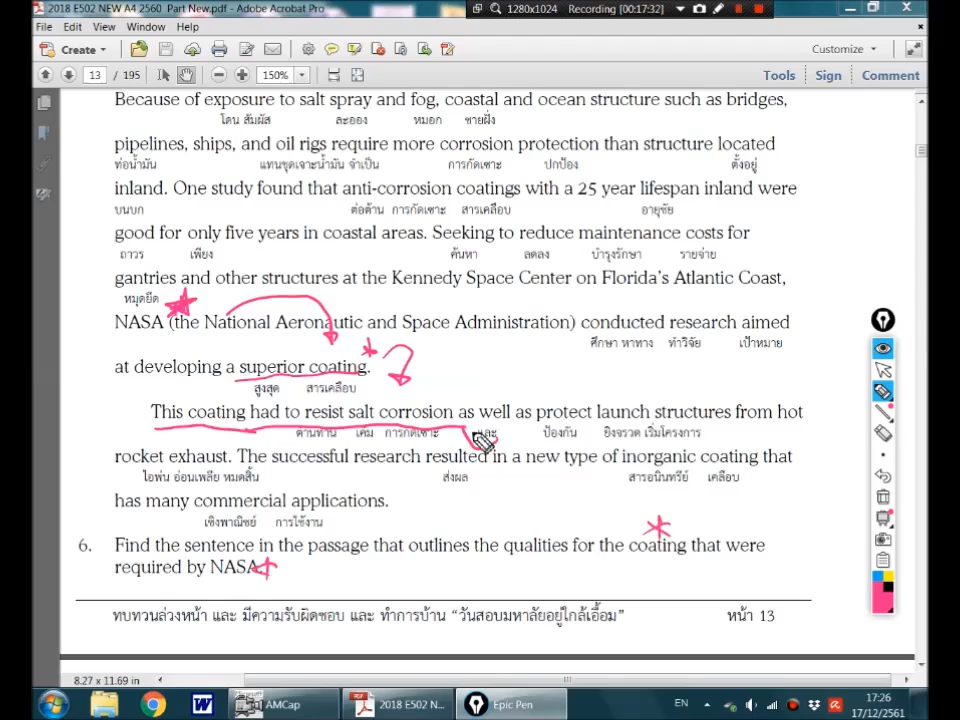 2018 E502 NEW A4 2560 Part New.pdf - Adobe Acrobat Pro
1280x1024 Recording [00:17:32]
File Edit View Window Help
Create Customize
13 / 195 150% Tools Sign Comment
Because of exposure to salt spray and fog, coastal and ocean structure such as bridges,
โดน สัมผัส ละออง หมอก ชายฝั่ง
pipelines, ships, and oil rigs require more corrosion protection than structure located
ท่อน้ำมัน แทนขุดเจาะน้ำมัน จำเป็น การกัดเซาะ ปกป้อง ตั้งอยู่
inland. One study found that anti-corrosion coatings with a 25 year lifespan inland were
บนบก ต่อต้าน การกัดเซาะ สารเคลือบ อายุขัย
good for only five years in coastal areas. Seeking to reduce maintenance costs for
ถาวร เพียง ค้นหา ลดลง บำรุงรักษา รายจ่าย
gantries and other structures at the Kennedy Space Center on Florida's Atlantic Coast,
หมุดยึด
NASA (the National Aeronautic and Space Administration) conducted research aimed
ศึกษา หาทาง ทำวิจัย เป้าหมาย
at developing a superior coating.
สูงสุด สารเคลือบ
This coating had to resist salt corrosion as well as protect launch structures from hot
ต้านทาน เค็ม การกัดเซาะ และ ป้องกัน ยิงจรวด เริ่มโครงการ
rocket exhaust. The successful research resulted in a new type of inorganic coating that
ไอพ่น อ่อนเพลีย หมดสิ้น ส่งผล สารอนินทรีย์ เคลือบ
has many commercial applications.
เชิงพาณิชย์ การใช้งาน
6. Find the sentence in the passage that outlines the qualities for the coating that were
required by NASA
ทบทวนล่วงหน้า และ มีความรับผิดชอบ และ ทำการบ้าน “วันสอบมหาลัยอยู่ใกล้เอื้อม” หน้า 13
8.27 x 11.69 in
AMCap 2018 E502 N... Epic Pen EN 17:26
17/12/2561